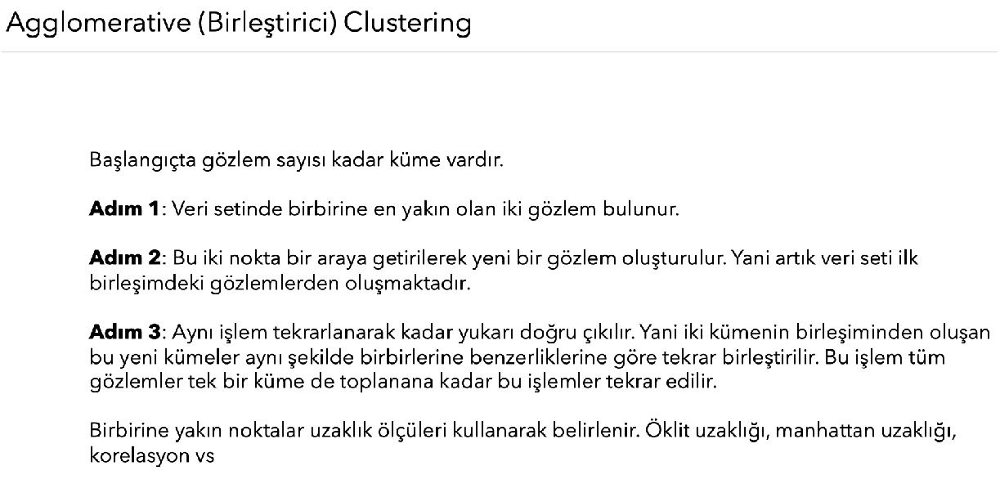 Agglomerative (Birleştirici) Clustering
Başlangıçta gözlem sayısı kadar küme vardır.
Adım 1: Veri setinde birbirine en yakın olan iki gözlem bulunur.
Adım 2: Bu iki nokta bir araya getirilerek yeni bir gözlem oluşturulur. Yani artık veri seti ilk
birleşimdeki gözlemlerden oluşmaktadır.
Adım 3: Aynı işlem tekrarlanarak kadar yukarı doğru çıkılır. Yani iki kümenin birleşiminden oluşan
bu yeni kümeler aynı şekilde birbirlerine benzerliklerine göre tekrar birleştirilir. Bu işlem tüm
gözlemler tek bir küme de toplanana kadar bu işlemler tekrar edilir.
Birbirine yakın noktalar uzaklık ölçüleri kullanarak belirlenir. Öklit uzaklığı, manhattan uzaklığı,
korelasyon vs